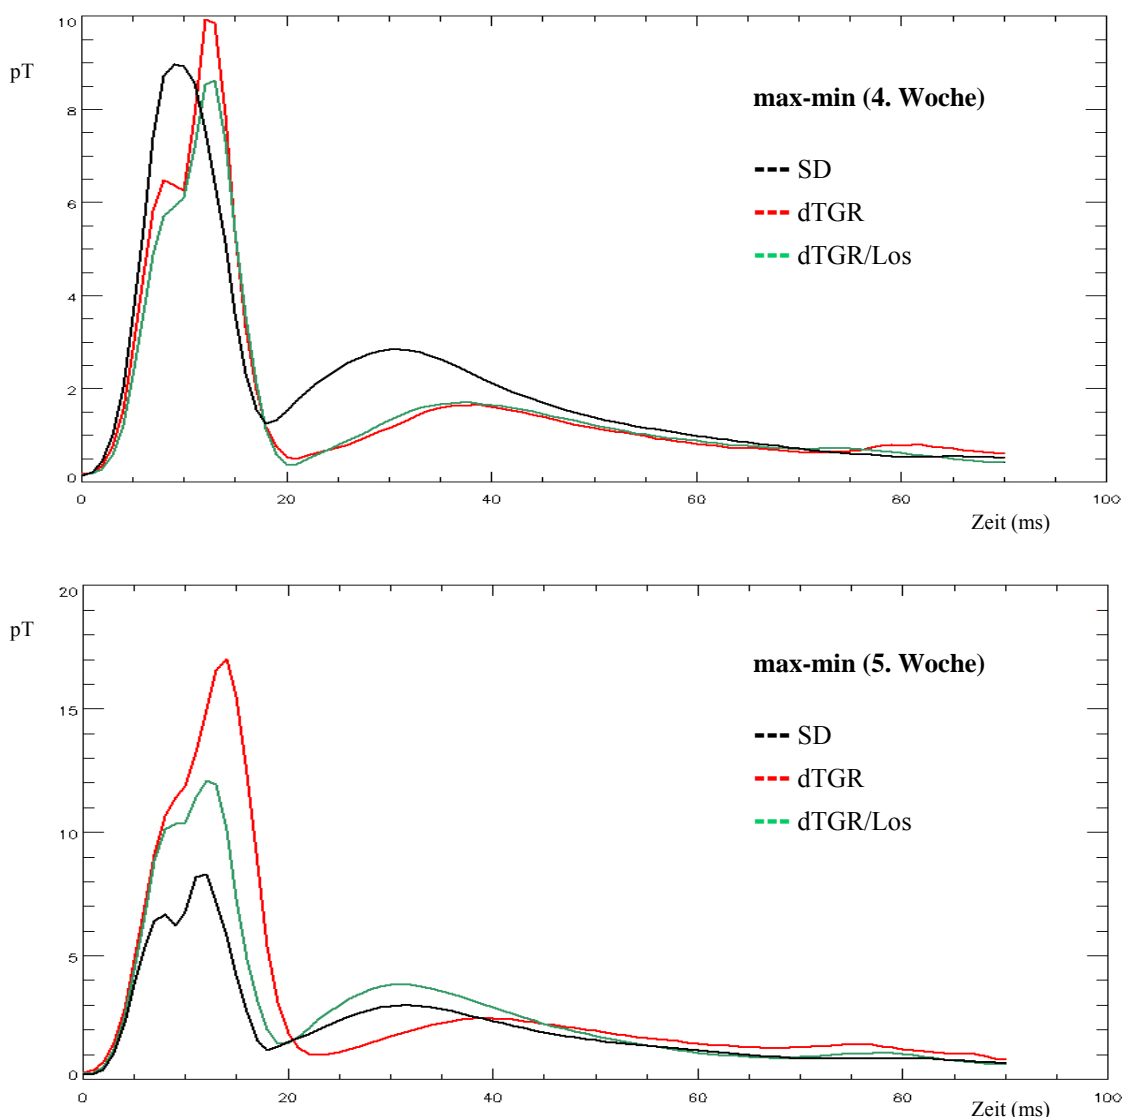 10
pT
max-min (4. Woche)
8
SD
6
dTGR
dTGR/Los
4
2
0
0 20 40 60 80 100
Zeit (ms)
20
pT
max-min (5. Woche)
15
SD
dTGR
10
dTGR/Los
5
0
0 20 40 60 80 100
Zeit (ms)